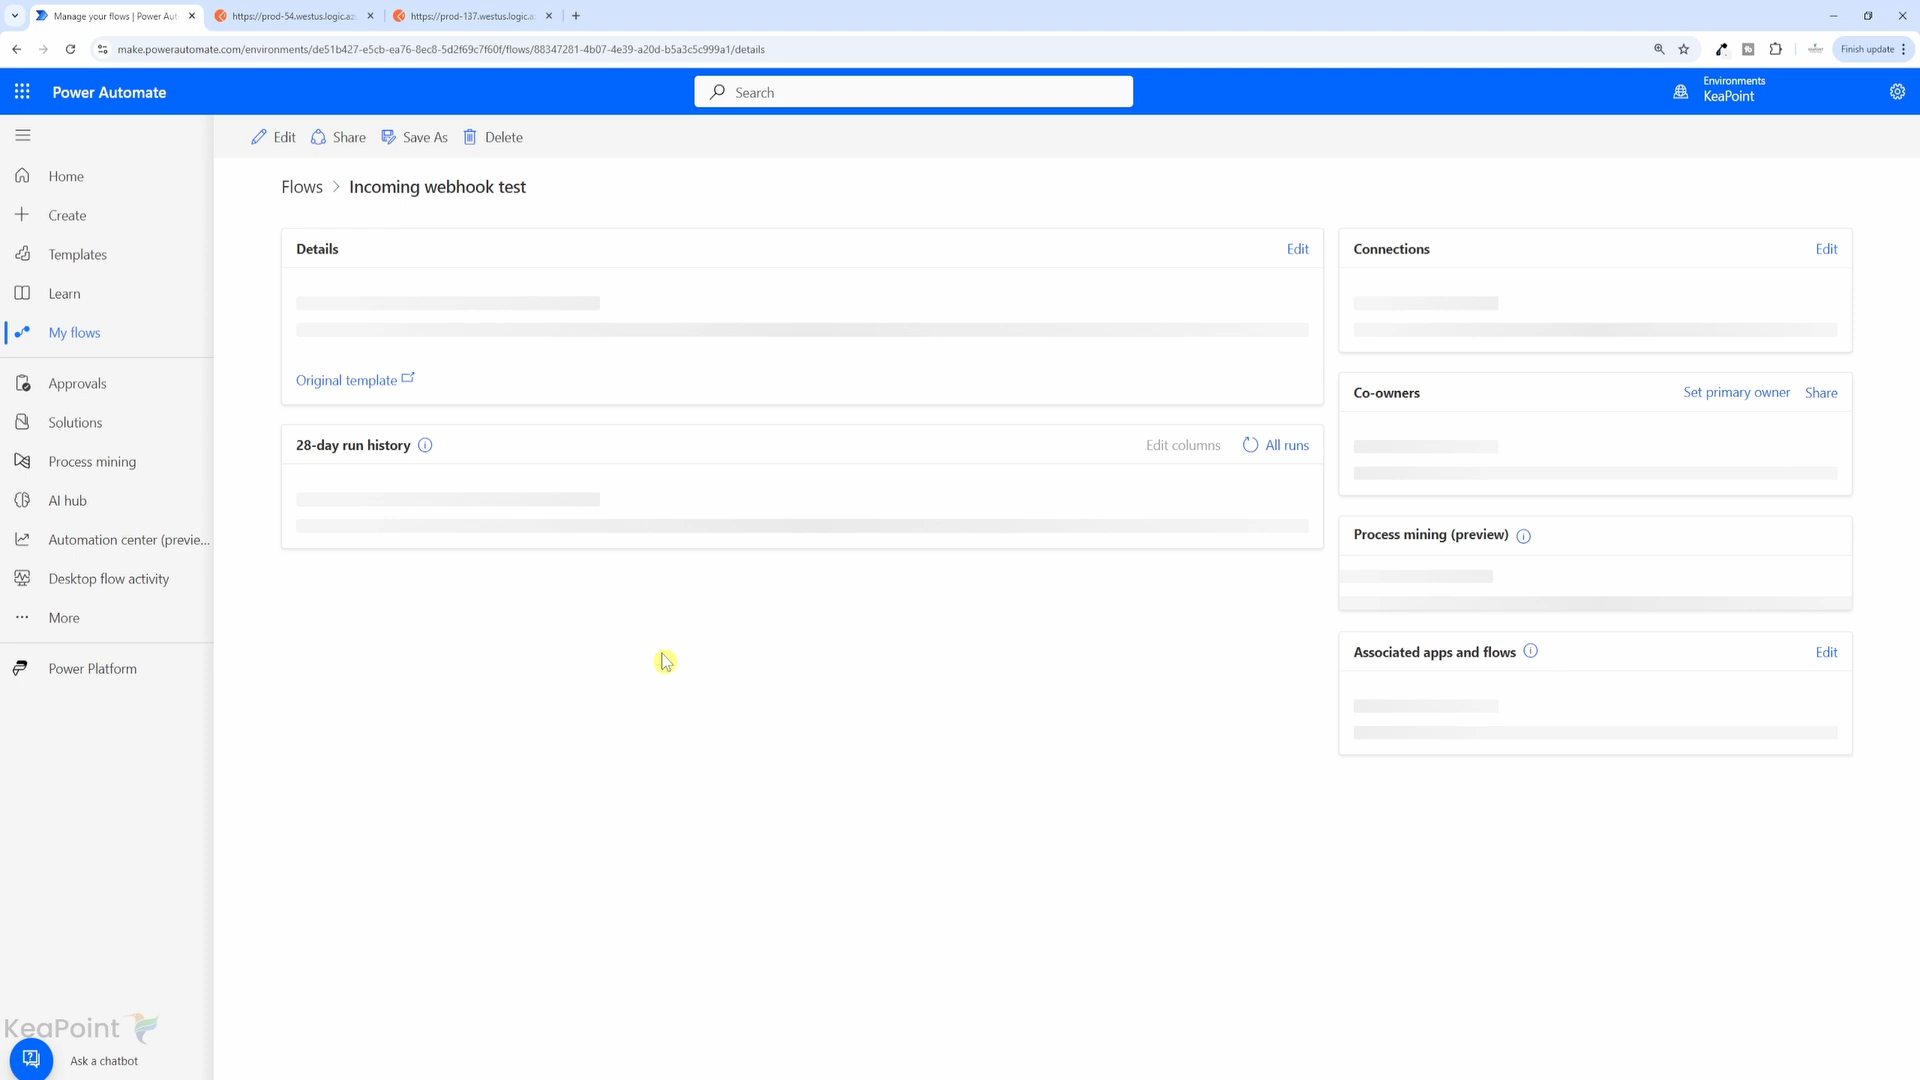 Manage your flows | Power Aut
https://prod-54.westus.logic.az
https://prod-137.westus.logic.a
make.powerautomate.com/environments/de51b427-e5cb-ea76-8ec8-5d2f69c7f60f/flows/88347281-4b07-4e39-a20d-b5a3c5c999a1/details
Finish update
Power Automate
Search
Environments
KeaPoint
Edit
Share
Save As
Delete
Home
Create
Templates
Learn
My flows
Approvals
Solutions
Process mining
AI hub
Automation center (previe...
Desktop flow activity
More
Power Platform
KeaPoint
Ask a chatbot
Flows > Incoming webhook test
Details
Edit
Original template
28-day run history
Edit columns
All runs
Connections
Edit
Co-owners
Set primary owner
Share
Process mining (preview)
Associated apps and flows
Edit